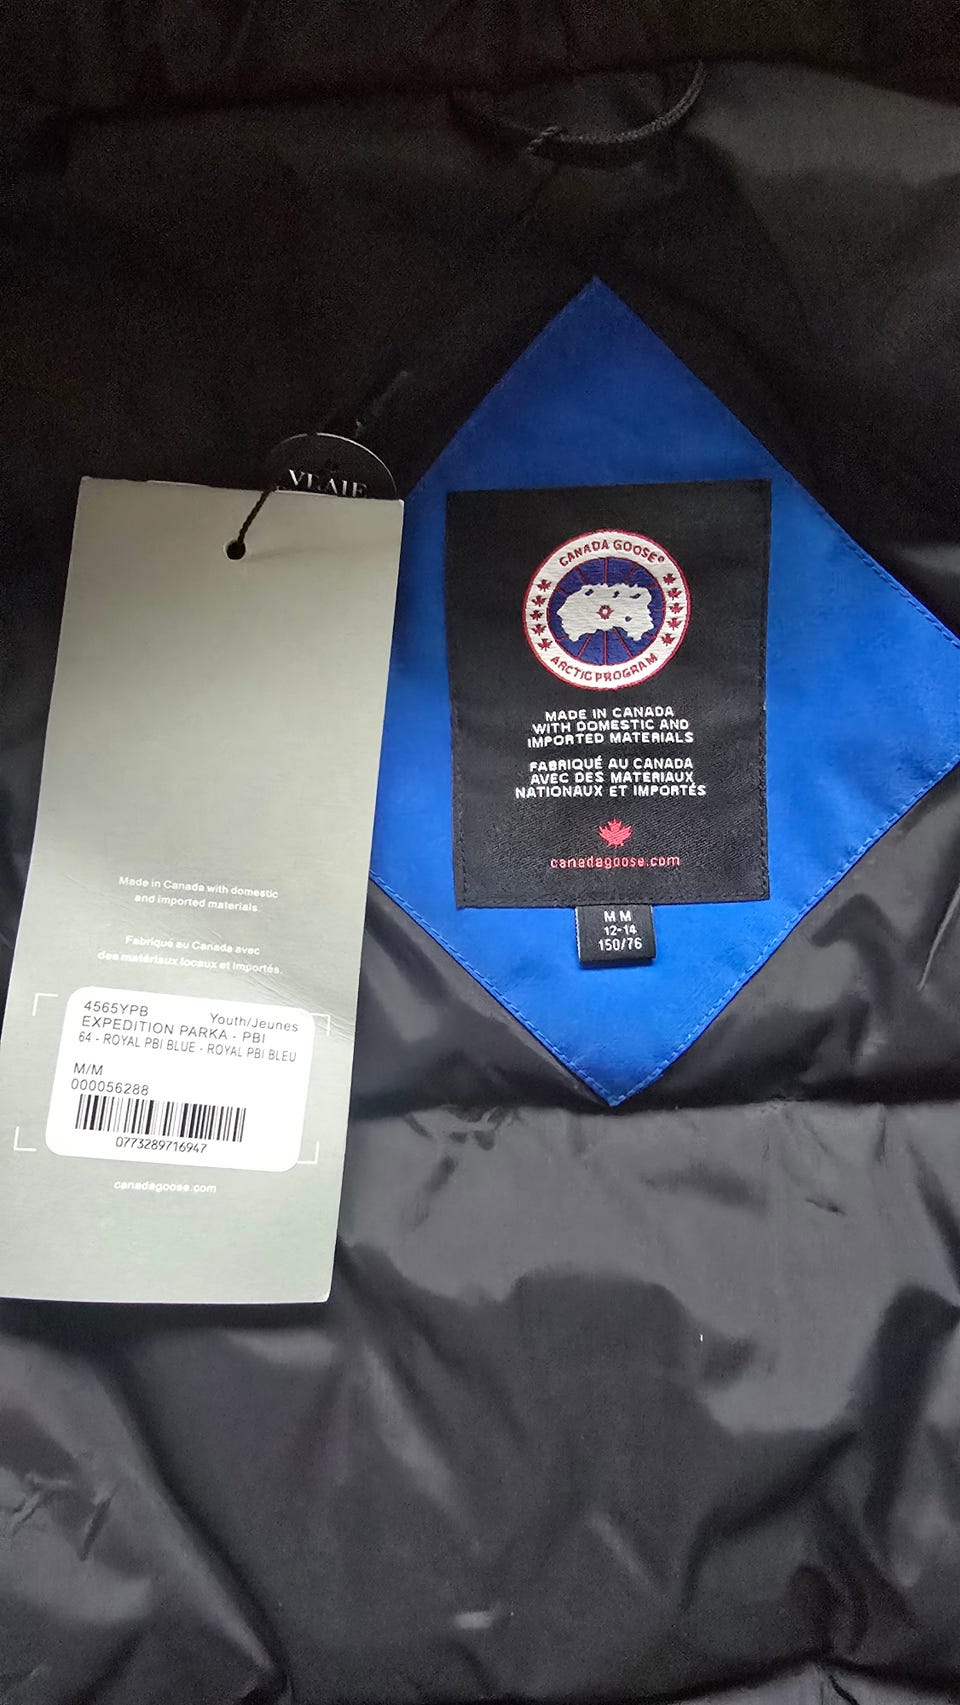 Made in Canada with domestic
and imported materials.
Fabriqué au Canada avec
des matériaux locaux et importés.
4565YPB Youth/Jeunes
EXPEDITION PARKA - PBI
64 - ROYAL PBI BLUE - ROYAL PBI BLEU
M/M
000056288
0773289716947
canadagoose.com
CANADA GOOSE®
ARCTIC PROGRAM
MADE IN CANADA
WITH DOMESTIC AND
IMPORTED MATERIALS
FABRIQUÉ AU CANADA
AVEC DES MATÉRIAUX
NATIONAUX ET IMPORTÉS
canadagoose.com
M M
12-14
150/76